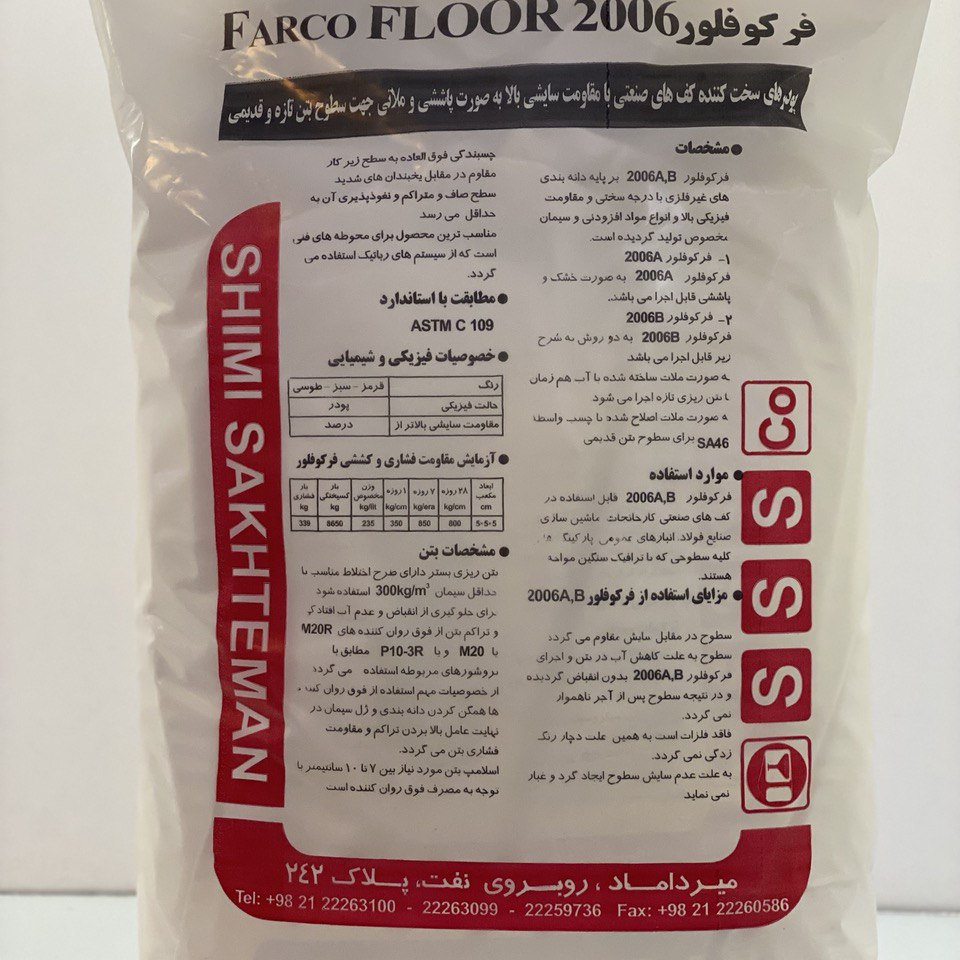 FARCO FLOOR 2006 فرکوفلور
پودرهای سخت کننده کف های صنعتی با مقاومت سایشی بالا به صورت پاششی و ملاتی جهت سطوح بتن تازه و قدیمی
● مشخصات
فرکوفلور 2006A,B بر پایه دانه بندی
های غیرفلزی با درجه سختی و مقاومت
فیزیکی بالا و انواع مواد افزودنی و سیمان
مخصوص تولید گردیده است.
۱- فرکوفلور 2006A
فرکوفلور 2006A به صورت خشک و
پاششی قابل اجرا می باشد.
۲- فرکوفلور 2006B
فرکوفلور 2006B به دو روش به شرح
زیر قابل اجرا می باشد
به صورت ملات ساخته شده با آب هم زمان
با بتن ریزی تازه اجرا می شود
به صورت ملات اصلاح شده با چسب واسطه
SA46 برای سطوح بتن قدیمی
● موارد استفاده
فرکوفلور 2006A,B قابل استفاده در
کف های صنعتی کارخانجات ماشین سازی
صنایع فولاد، انبارهای عمومی پارکینگ ها،
کلیه سطوحی که با ترافیک سنگین مواجه
هستند.
● مزایای استفاده از فرکوفلور 2006A,B
سطوح در مقابل سایش مقاوم می گردد
سطوح به علت کاهش آب در بتن و اجرای
فرکوفلور 2006A,B بدون انقباض گردیده
و در نتیجه سطوح پس از آجر ناهموار
نمی گردد.
فاقد فلزات است به همین علت دچار رنگ
زدگی نمی گردد.
به علت عدم سایش سطوح ایجاد گرد و غبار
نمی نماید
چسبندگی فوق العاده به سطح زیر کار
مقاوم در مقابل یخبندان های شدید
سطح صاف و متراکم و نفوذپذیری آن به
حداقل می رسد
مناسب ترین محصول برای محوطه های فنی
است که از سیستم های رباتیک استفاده می
گردد.
● مطابقت با استاندارد
ASTM C 109
● خصوصیات فیزیکی و شیمیایی
رنگ قرمز – سبز – طوسی
حالت فیزیکی پودر
مقاومت سایشی بالاتر از درصد
● آزمایش مقاومت فشاری و کششی فرکوفلور
ابعاد مکعب cm ۲۸ روزه kg/cm ۷ روزه kg/era ۱ روزه kg/cm وزن مخصوص kg/lit بار گسیختگی kg بار فشاری kg
5-5-5 800 850 350 235 8650 339
● مشخصات بتن
بتن ریزی بستر دارای طرح اختلاط مناسب با
حداقل سیمان 300kg/m³ استفاده شود
برای جلوگیری از انقباض و عدم آب افتادگی
و تراکم بتن از فوق روان کننده های M20R
یا M20 و یا P10-3R مطابق با
بروشورهای مربوطه استفاده می گردد
از خصوصیات مهم استفاده از فوق روان کننده
ها همگن کردن دانه بندی و ژل سیمان در
نهایت عامل بالا بردن تراکم و مقاومت
فشاری بتن می گردد.
اسلامپ بتن مورد نیاز بین ۷ تا ۱۰ سانتیمتر با
توجه به مصرف فوق روان کننده است
SHIMI SAKHTEMAN
S S S Co
میرداماد ، روبروی نفت، پلاک ۲۴۲
Tel: +98 21 22263100 - 22263099 - 22259736 Fax: +98 21 22260586